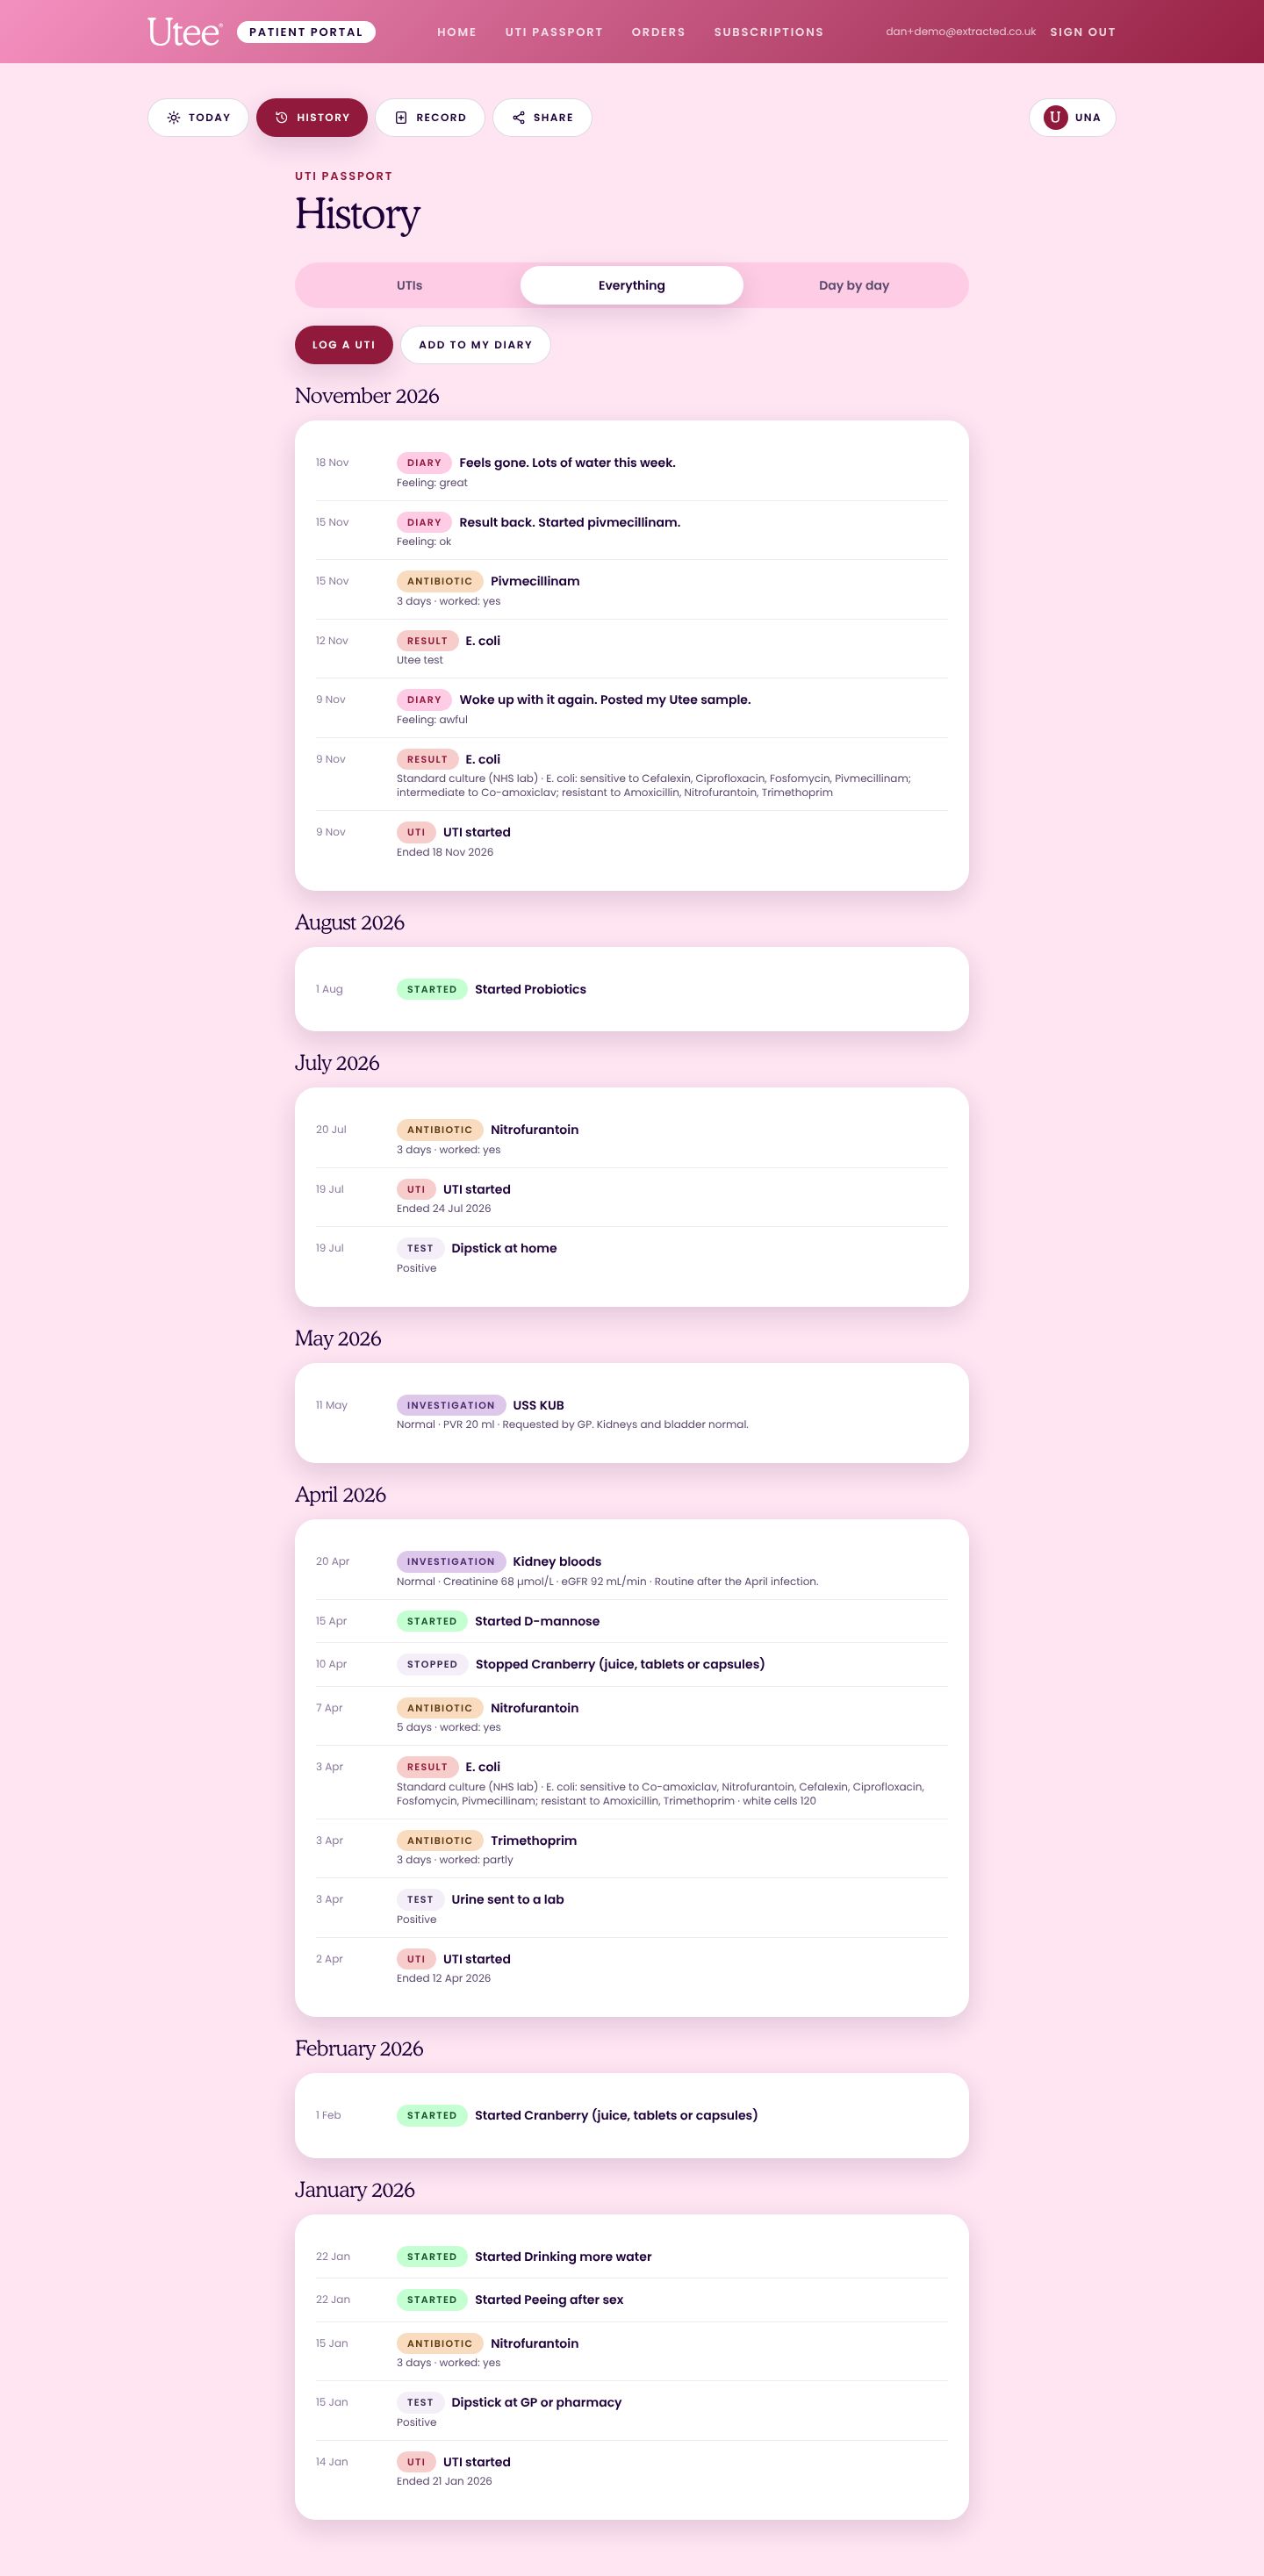 Utee®
PATIENT PORTAL
HOME
UTI PASSPORT
ORDERS
SUBSCRIPTIONS
dan+demo@extracted.co.uk
SIGN OUT
TODAY
HISTORY
RECORD
SHARE
U UNA
UTI PASSPORT
History
UTIs
Everything
Day by day
LOG A UTI
ADD TO MY DIARY
November 2026
18 Nov
DIARY Feels gone. Lots of water this week.
Feeling: great
15 Nov
DIARY Result back. Started pivmecillinam.
Feeling: ok
15 Nov
ANTIBIOTIC Pivmecillinam
3 days · worked: yes
12 Nov
RESULT E. coli
Utee test
9 Nov
DIARY Woke up with it again. Posted my Utee sample.
Feeling: awful
9 Nov
RESULT E. coli
Standard culture (NHS lab) · E. coli: sensitive to Cefalexin, Ciprofloxacin, Fosfomycin, Pivmecillinam;
intermediate to Co-amoxiclav; resistant to Amoxicillin, Nitrofurantoin, Trimethoprim
9 Nov
UTI UTI started
Ended 18 Nov 2026
August 2026
1 Aug
STARTED Started Probiotics
July 2026
20 Jul
ANTIBIOTIC Nitrofurantoin
3 days · worked: yes
19 Jul
UTI UTI started
Ended 24 Jul 2026
19 Jul
TEST Dipstick at home
Positive
May 2026
11 May
INVESTIGATION USS KUB
Normal · PVR 20 ml · Requested by GP. Kidneys and bladder normal.
April 2026
20 Apr
INVESTIGATION Kidney bloods
Normal · Creatinine 68 µmol/L · eGFR 92 mL/min · Routine after the April infection.
15 Apr
STARTED Started D-mannose
10 Apr
STOPPED Stopped Cranberry (juice, tablets or capsules)
7 Apr
ANTIBIOTIC Nitrofurantoin
5 days · worked: yes
3 Apr
RESULT E. coli
Standard culture (NHS lab) · E. coli: sensitive to Co-amoxiclav, Nitrofurantoin, Cefalexin, Ciprofloxacin,
Fosfomycin, Pivmecillinam; resistant to Amoxicillin, Trimethoprim · white cells 120
3 Apr
ANTIBIOTIC Trimethoprim
3 days · worked: partly
3 Apr
TEST Urine sent to a lab
Positive
2 Apr
UTI UTI started
Ended 12 Apr 2026
February 2026
1 Feb
STARTED Started Cranberry (juice, tablets or capsules)
January 2026
22 Jan
STARTED Started Drinking more water
22 Jan
STARTED Started Peeing after sex
15 Jan
ANTIBIOTIC Nitrofurantoin
3 days · worked: yes
15 Jan
TEST Dipstick at GP or pharmacy
Positive
14 Jan
UTI UTI started
Ended 21 Jan 2026